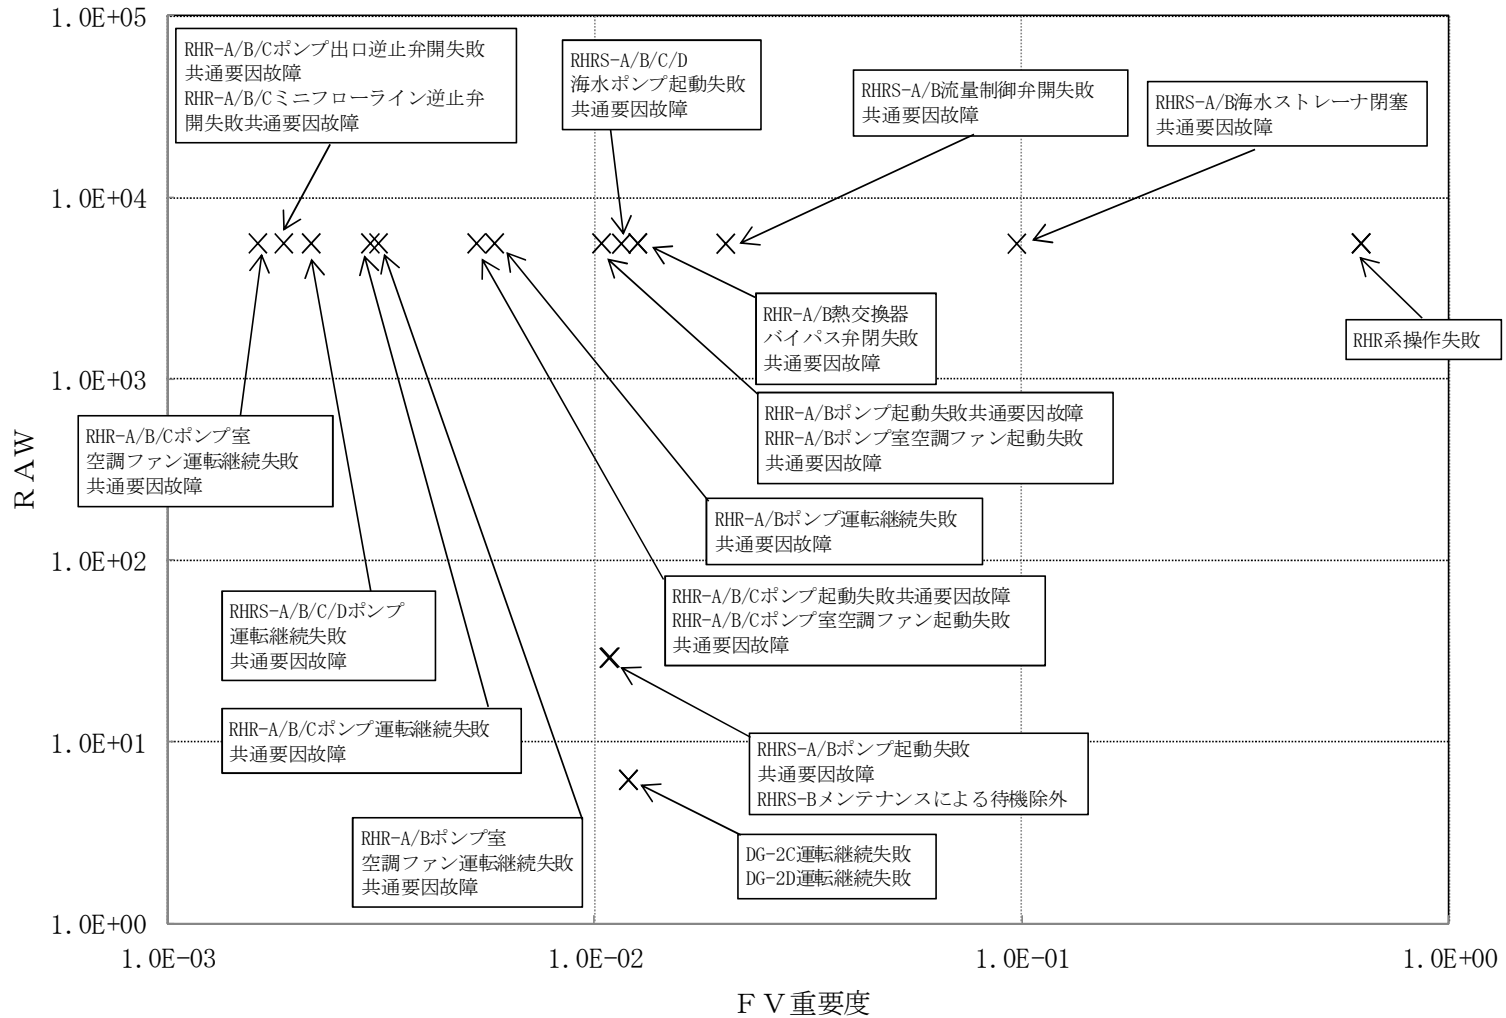 1.0E+05
RHR-A/B/Cポンプ出口逆止弁開失敗
共通要因故障
RHR-A/B/Cミニフローライン逆止弁
開失敗共通要因故障
RHRS-A/B/C/D
海水ポンプ起動失敗
共通要因故障
RHRS-A/B流量制御弁開失敗
共通要因故障
RHRS-A/B海水ストレーナ閉塞
共通要因故障
1.0E+04
RHR-A/B熱交換器
バイパス弁閉失敗
共通要因故障
RHR系操作失敗
1.0E+03
RHR-A/Bポンプ起動失敗共通要因故障
RHR-A/Bポンプ室空調ファン起動失敗
共通要因故障
RHR-A/B/Cポンプ室
空調ファン運転継続失敗
共通要因故障
RAW
RHR-A/Bポンプ運転継続失敗
共通要因故障
1.0E+02
RHR-A/B/Cポンプ起動失敗共通要因故障
RHR-A/B/Cポンプ室空調ファン起動失敗
共通要因故障
RHRS-A/B/C/Dポンプ
運転継続失敗
共通要因故障
RHR-A/B/Cポンプ運転継続失敗
共通要因故障
1.0E+01
RHRS-A/Bポンプ起動失敗
共通要因故障
RHRS-Bメンテナンスによる待機除外
RHR-A/Bポンプ室
空調ファン運転継続失敗
共通要因故障
DG-2C運転継続失敗
DG-2D運転継続失敗
1.0E+00
1.0E-03
1.0E-02
1.0E-01
1.0E+00
ＦＶ重要度